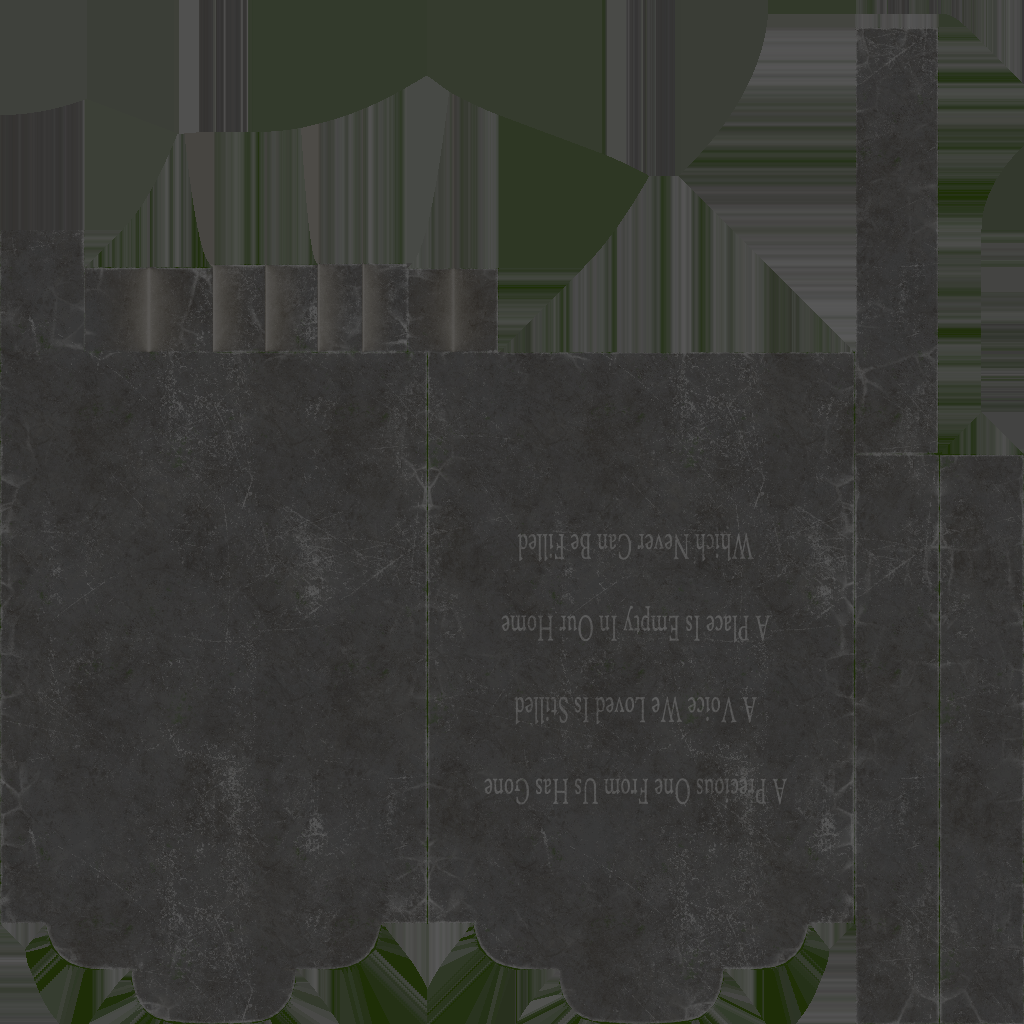 A Precious One From Us Has Gone
A Voice We Loved Is Stilled
A Place Is Empty In Our Home
Which Never Can Be Filled